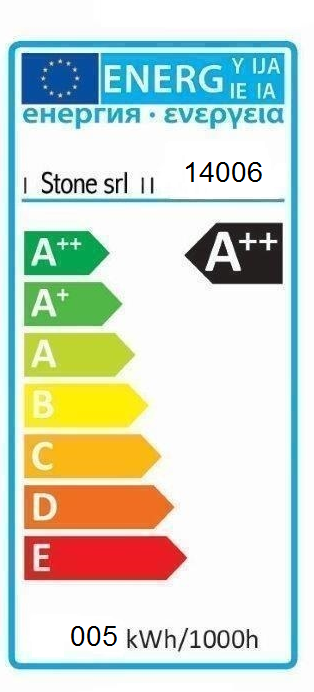 ENERG Y IJA
IE IA
енергия · ενεργεια
I Stone srl II 14006
A++ A++
A+
A
B
C
D
E
005 kWh/1000h